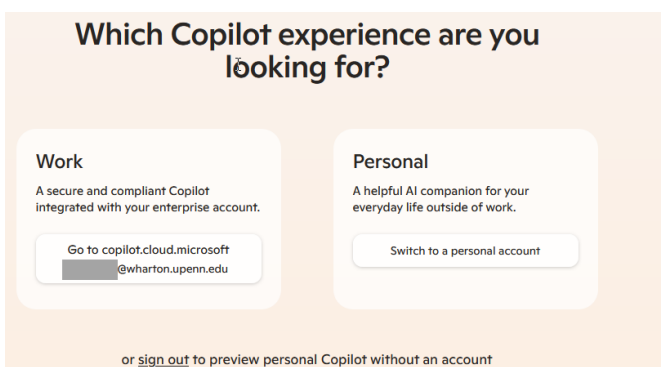 Which Copilot experience are you
looking for?
Work
A secure and compliant Copilot
integrated with your enterprise account.
Go to copilot.cloud.microsoft
@wharton.upenn.edu
Personal
A helpful AI companion for your
everyday life outside of work.
Switch to a personal account
or sign out to preview personal Copilot without an account